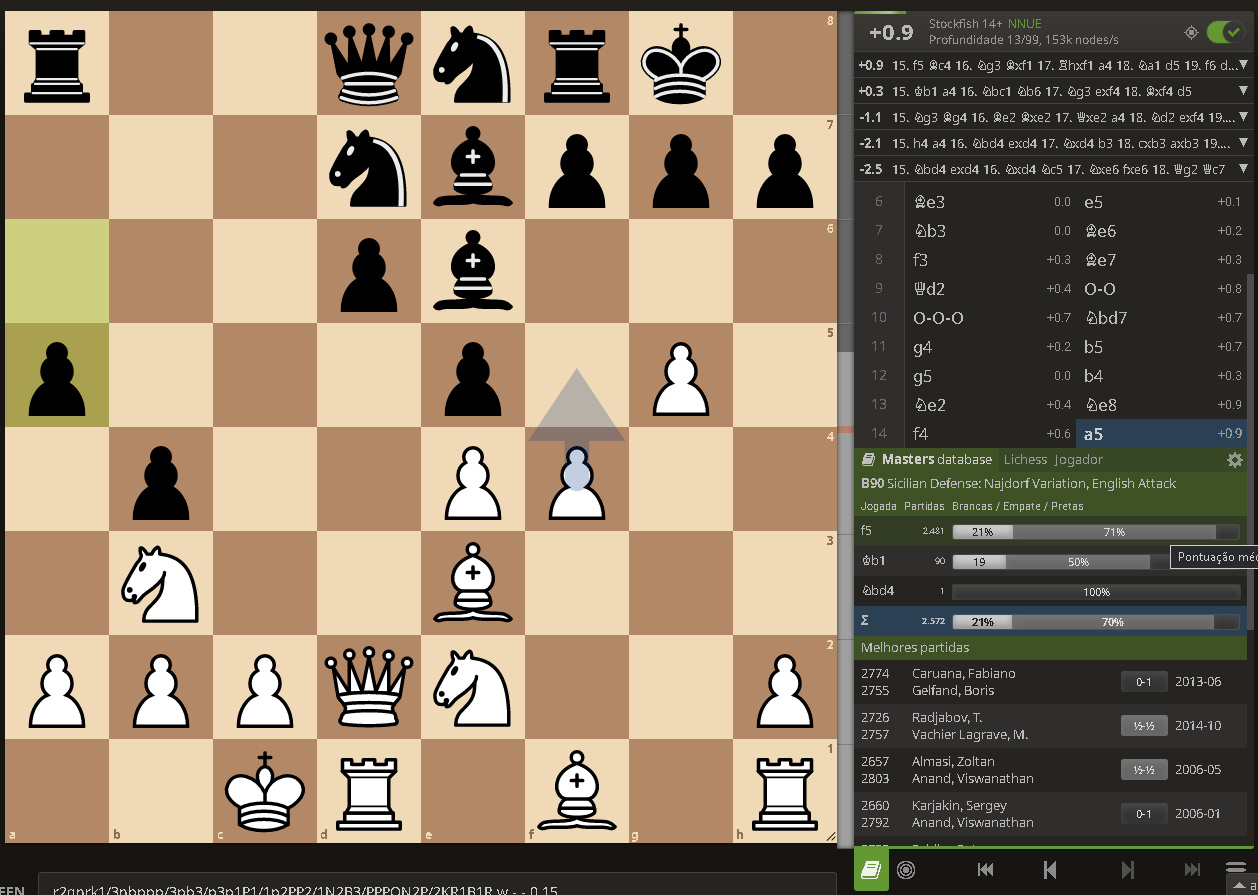 8
7
6
5
4
3
2
1
a
b
c
d
e
f
g
h
+0.9
Stockfish 14+ NNUE
Profundidade 13/99, 153k nodes/s
+0.9 15. f5 ♝c4 16. ♘g3 ♝xf1 17. ♖hxf1 a4 18. ♘a1 d5 19. f6 d...▼
+0.3 15. ♔b1 a4 16. ♘bc1 ♘b6 17. ♘g3 exf4 18. ♝xf4 d5 ▼
-1.1 15. ♘g3 ♝g4 16. ♝e2 ♝xe2 17. ♕xe2 a4 18. ♘d2 exf4 19....▼
-2.1 15. h4 a4 16. ♘bd4 exd4 17. ♘xd4 b3 18. cxb3 axb3 19....▼
-2.5 15. ♘bd4 exd4 16. ♘xd4 ♘c5 17. ♘xe6 fxe6 18. ♕g2 ♕c7 ▼
6 ♗e3 0.0 e5 +0.1
7 ♘b3 0.0 ♗e6 +0.2
8 f3 +0.3 ♗e7 +0.3
9 ♕d2 +0.4 O-O +0.8
10 O-O-O +0.7 ♘bd7 +0.7
11 g4 +0.2 b5 +0.7
12 g5 0.0 b4 +0.3
13 ♘e2 +0.4 ♘e8 +0.9
14 f4 +0.6 a5 +0.9
Masters database Lichess Jogador
B90 Sicilian Defense: Najdorf Variation, English Attack
Jogada Partidas Brancas / Empate / Pretas
f5 2.481 21% 71%
♔b1 90 19 50%
Pontuação mé
♘bd4 1 100%
Σ 2.572 21% 70%
Melhores partidas
2774 Caruana, Fabiano
2755 Gelfand, Boris
0-1 2013-06
2726 Radjabov, T.
2757 Vachier Lagrave, M.
½-½ 2014-10
2657 Almasi, Zoltan
2803 Anand, Viswanathan
½-½ 2006-05
2660 Karjakin, Sergey
2792 Anand, Viswanathan
0-1 2006-01
FEN
r2qnrk1/3nbppp/3pb3/p3p1P1/1p2PP2/1N2B3/PPPQN2P/2KR1B1R w - - 0 15